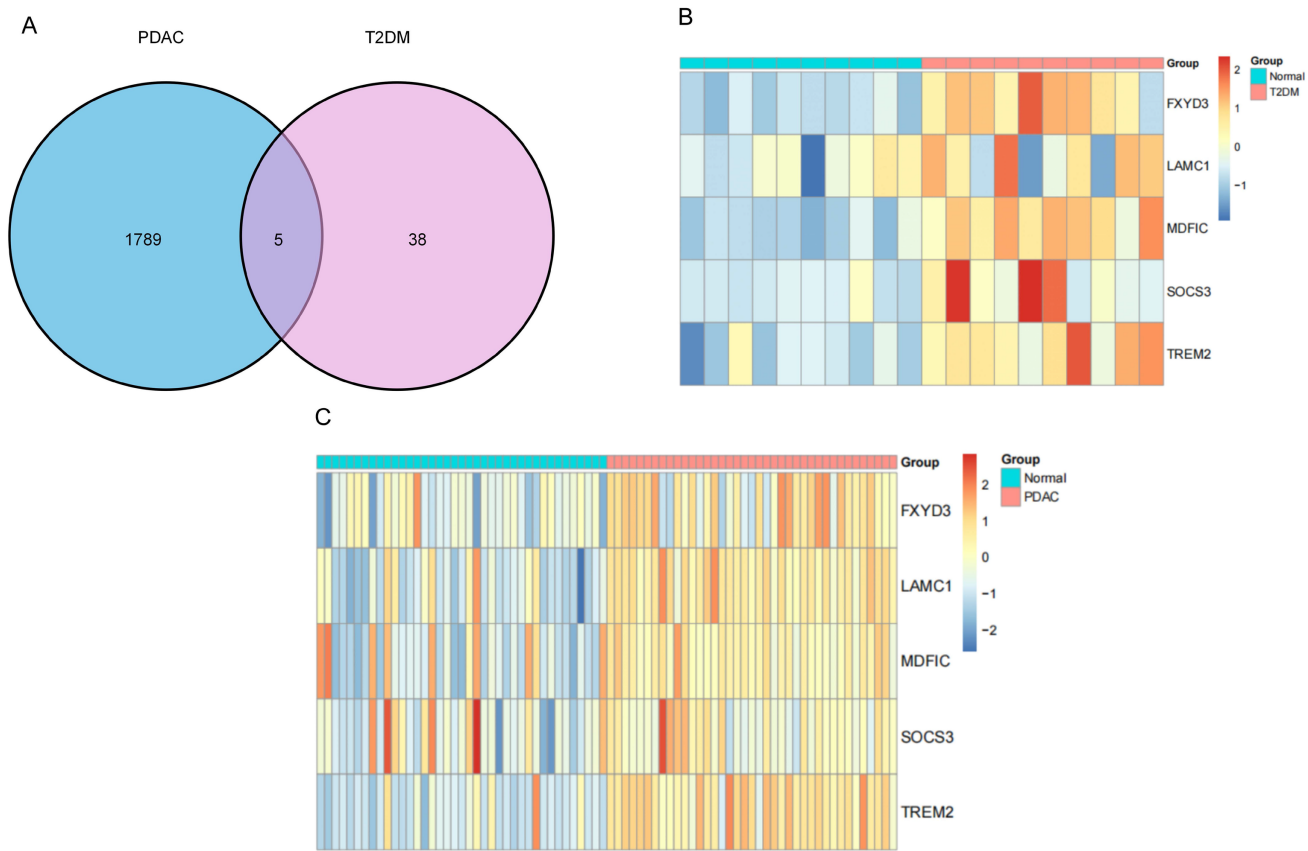 A
PDAC
T2DM
1789
5
38
B
Group
FXYD3
LAMC1
MDFIC
SOCS3
TREM2
2
1
0
−1
Group
Normal
T2DM
C
Group
FXYD3
LAMC1
MDFIC
SOCS3
TREM2
2
1
0
−1
−2
Group
Normal
PDAC